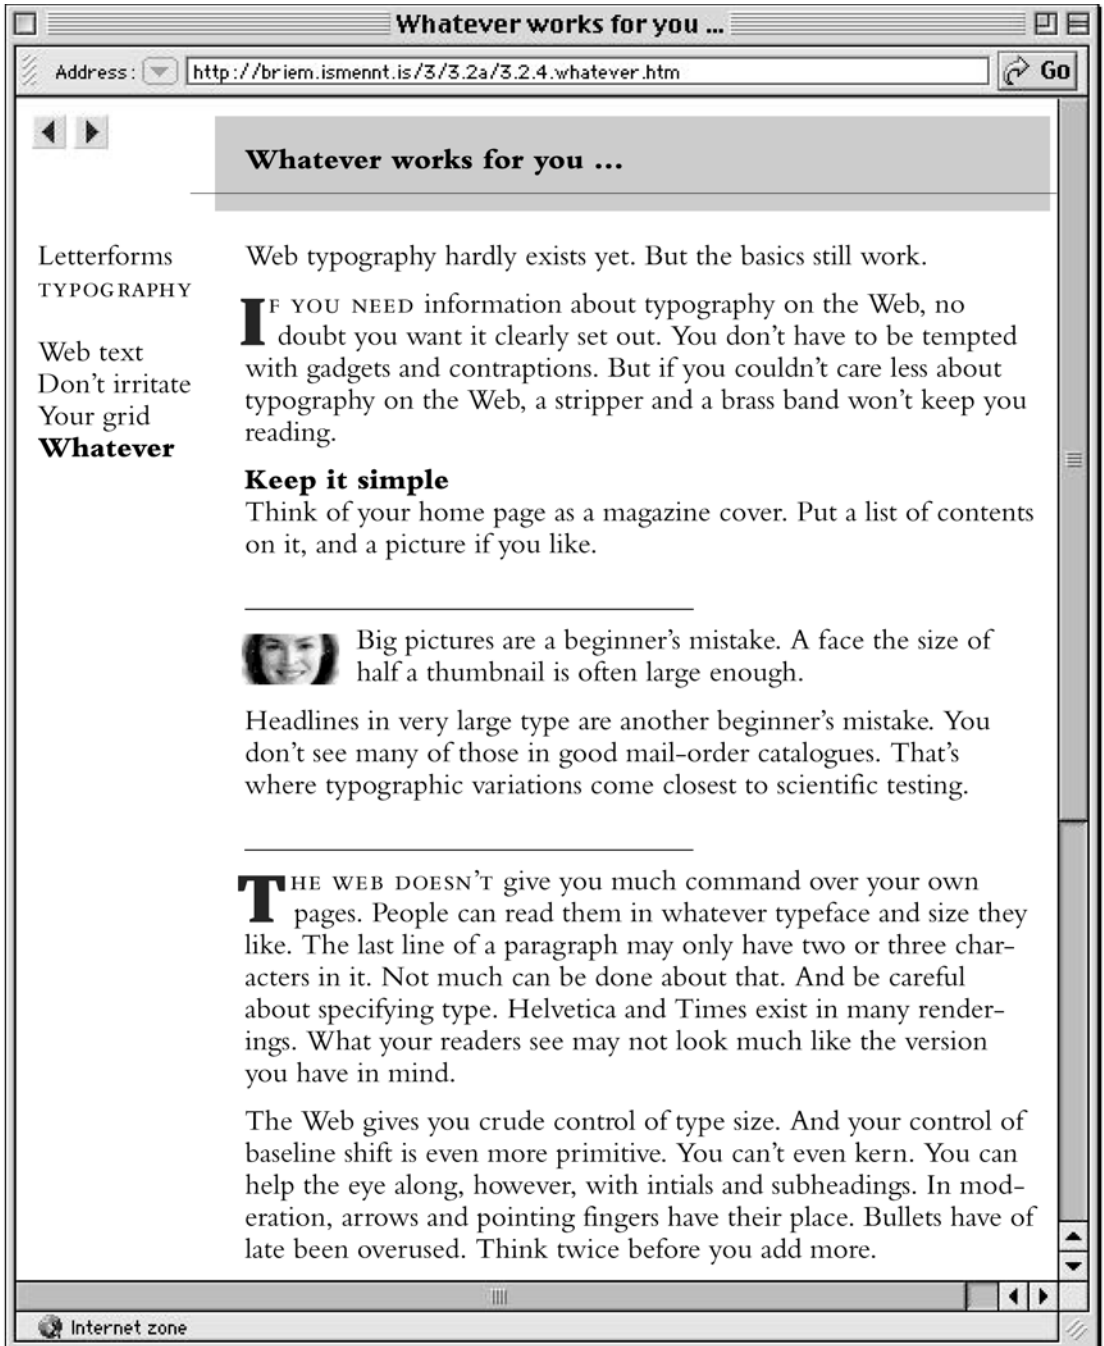 Whatever works for you ...
Address: http://briem.ismennt.is/3/3.2a/3.2.4.whatever.htm Go
Whatever works for you …
Letterforms
TYPOGRAPHY
Web text
Don't irritate
Your grid
Whatever
Web typography hardly exists yet. But the basics still work.
IF YOU NEED information about typography on the Web, no
doubt you want it clearly set out. You don't have to be tempted
with gadgets and contraptions. But if you couldn't care less about
typography on the Web, a stripper and a brass band won't keep you
reading.
Keep it simple
Think of your home page as a magazine cover. Put a list of contents
on it, and a picture if you like.
Big pictures are a beginner's mistake. A face the size of
half a thumbnail is often large enough.
Headlines in very large type are another beginner's mistake. You
don't see many of those in good mail-order catalogues. That's
where typographic variations come closest to scientific testing.
THE WEB DOESN'T give you much command over your own
pages. People can read them in whatever typeface and size they
like. The last line of a paragraph may only have two or three char-
acters in it. Not much can be done about that. And be careful
about specifying type. Helvetica and Times exist in many render-
ings. What your readers see may not look much like the version
you have in mind.
The Web gives you crude control of type size. And your control of
baseline shift is even more primitive. You can't even kern. You can
help the eye along, however, with intials and subheadings. In mod-
eration, arrows and pointing fingers have their place. Bullets have of
late been overused. Think twice before you add more.
Internet zone